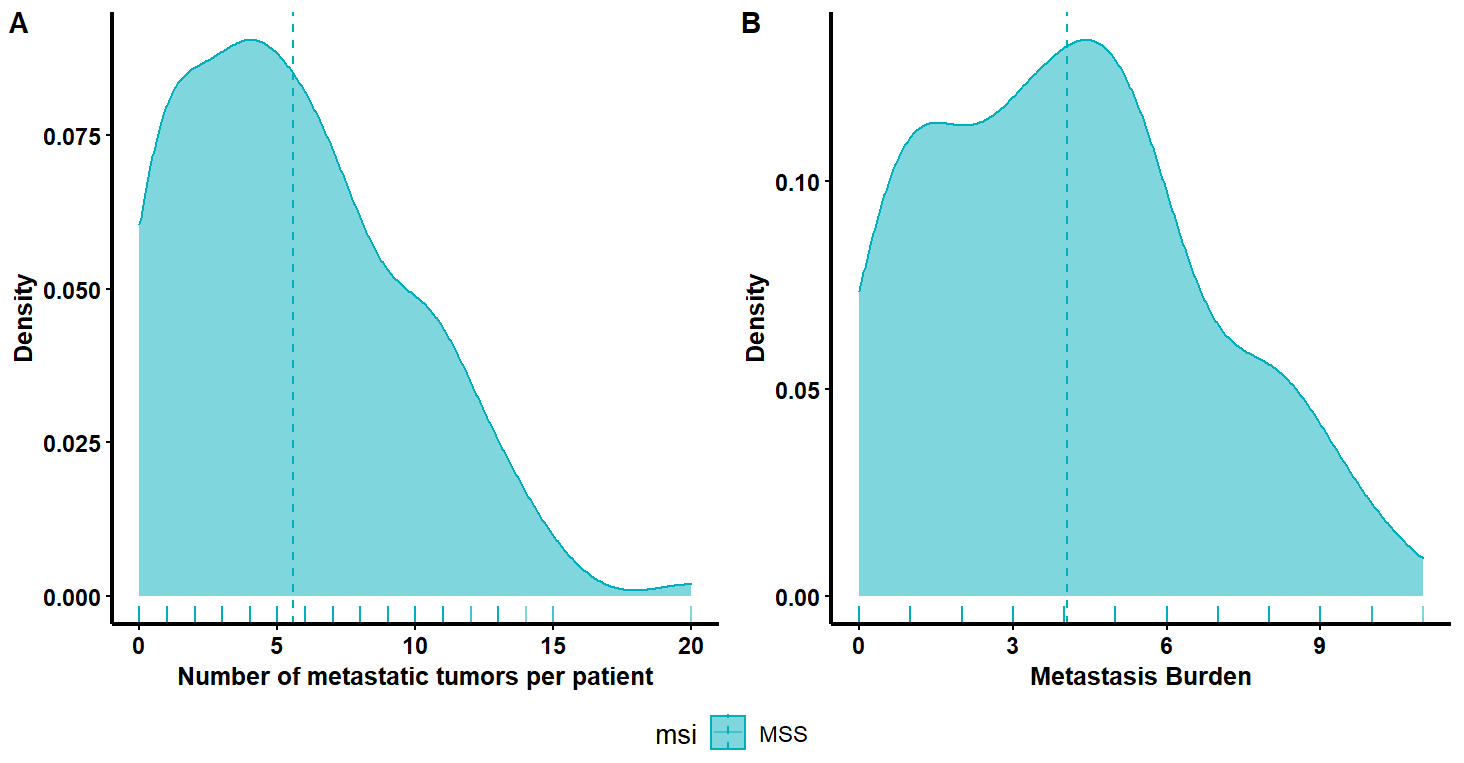 A
Density
0.075
0.050
0.025
0.000
0 5 10 15 20
Number of metastatic tumors per patient
B
Density
0.10
0.05
0.00
0 3 6 9
Metastasis Burden
msi MSS